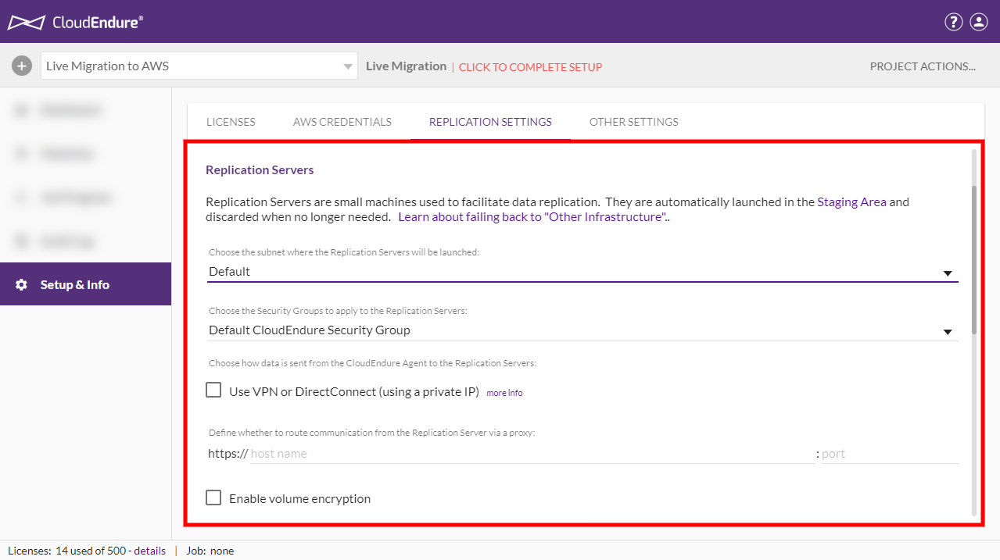 CloudEndure®
Live Migration to AWS
Live Migration | CLICK TO COMPLETE SETUP
PROJECT ACTIONS...
LICENSES
AWS CREDENTIALS
REPLICATION SETTINGS
OTHER SETTINGS
Setup & Info
Replication Servers
Replication Servers are small machines used to facilitate data replication. They are automatically launched in the Staging Area and
discarded when no longer needed. Learn about failing back to "Other Infrastructure"..
Choose the subnet where the Replication Servers will be launched:
Default
Choose the Security Groups to apply to the Replication Servers:
Default CloudEndure Security Group
Choose how data is sent from the CloudEndure Agent to the Replication Servers:
Use VPN or DirectConnect (using a private IP) more info
Define whether to route communication from the Replication Server via a proxy:
https:// host name : port
Enable volume encryption
Licenses: 14 used of 500 - details | Job: none